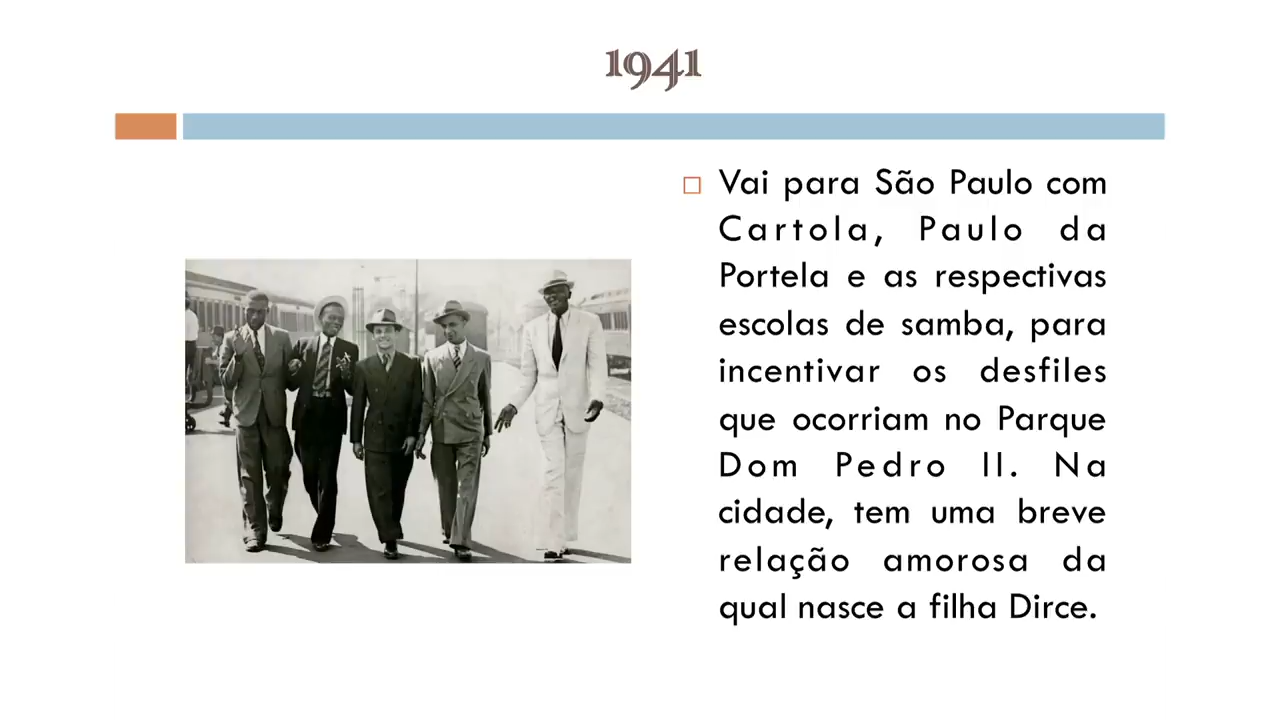 1941
Vai para São Paulo com
Cartola, Paulo da
Portela e as respectivas
escolas de samba, para
incentivar os desfiles
que ocorriam no Parque
Dom Pedro II. Na
cidade, tem uma breve
relação amorosa da
qual nasce a filha Dirce.